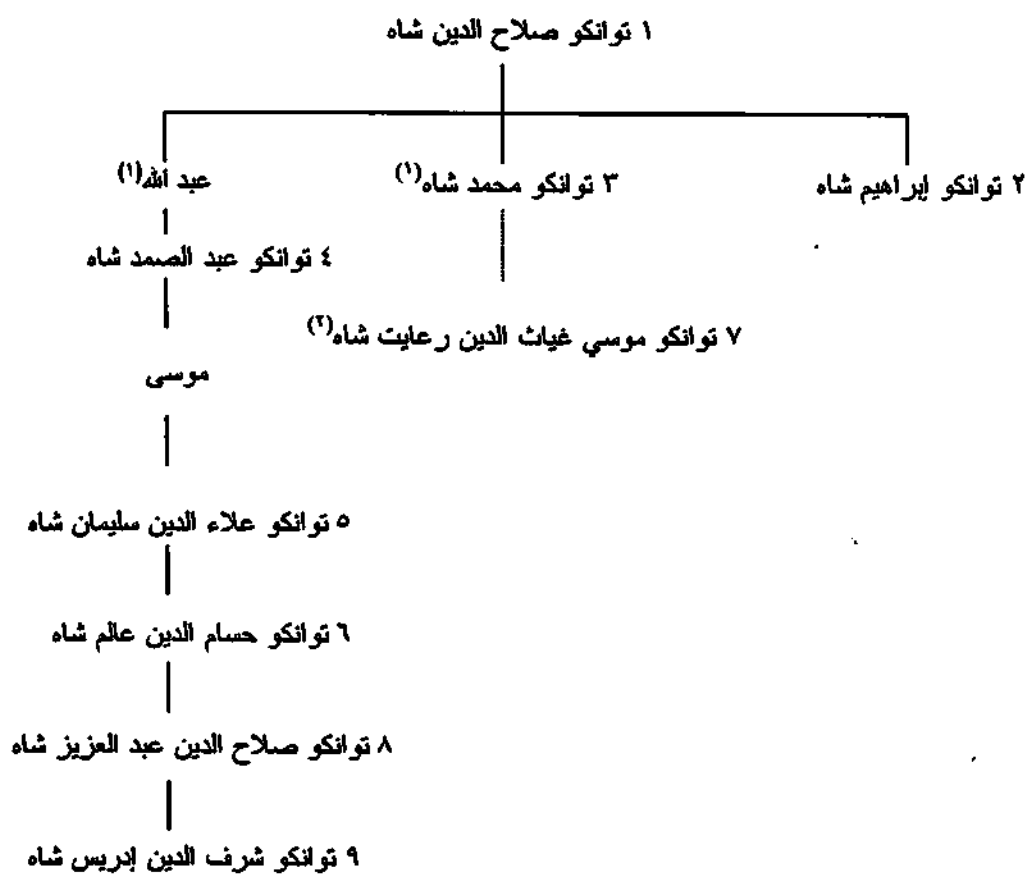 ١ توانكو صلاح الدين شاه
٢ توانكو إبراهيم شاه
٣ توانكو محمد شاه(١)
عبد الله(١)
٤ توانكو عبد الصمد شاه
٧ توانكو موسي غياث الدين رعايت شاه(٢)
موسى
٥ توانكو علاء الدين سليمان شاه
٦ توانكو حسام الدين عالم شاه
٨ توانكو صلاح الدين عبد العزيز شاه
٩ توانكو شرف الدين إدريس شاه